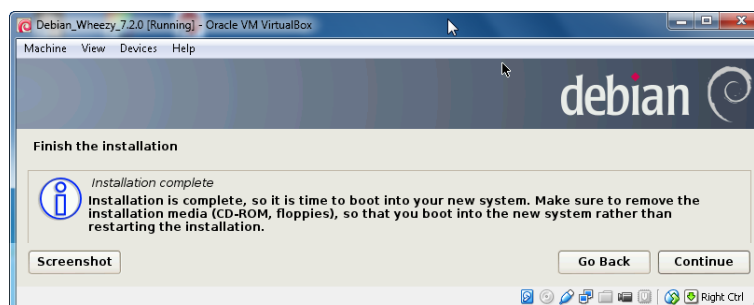 Debian_Wheezy_7.2.0 [Running] - Oracle VM VirtualBox
Machine View Devices Help
debian
Finish the installation
Installation complete
Installation is complete, so it is time to boot into your new system. Make sure to remove the
installation media (CD-ROM, floppies), so that you boot into the new system rather than
restarting the installation.
Screenshot Go Back Continue
Right Ctrl